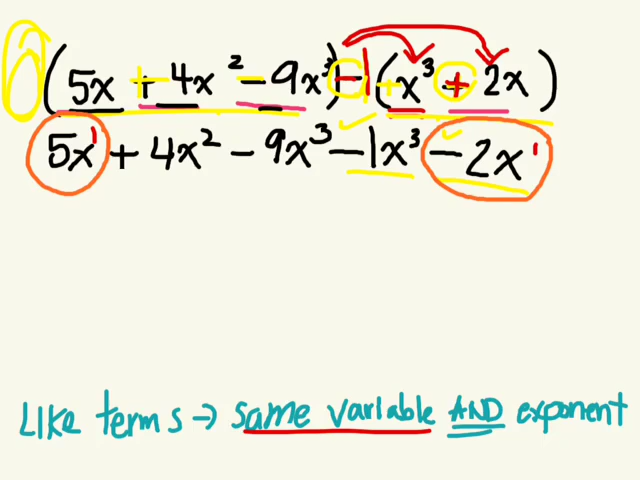 (5x + 4x² - 9x³) - 1(x³ + 2x)
5x¹ + 4x² - 9x³ - 1x³ - 2x¹
Like terms → same variable AND exponent